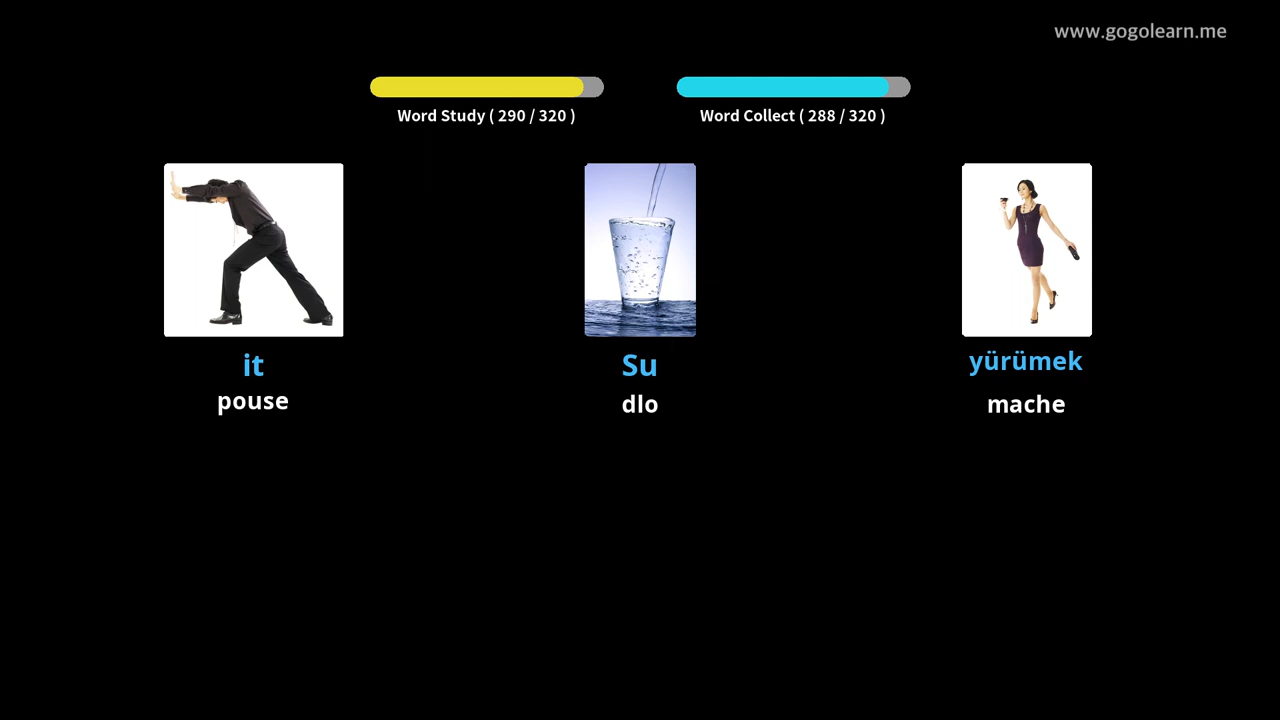 www.gogolearn.me
Word Study ( 290 / 320 )
Word Collect ( 288 / 320 )
it
pouse
Su
dlo
yürümek
mache